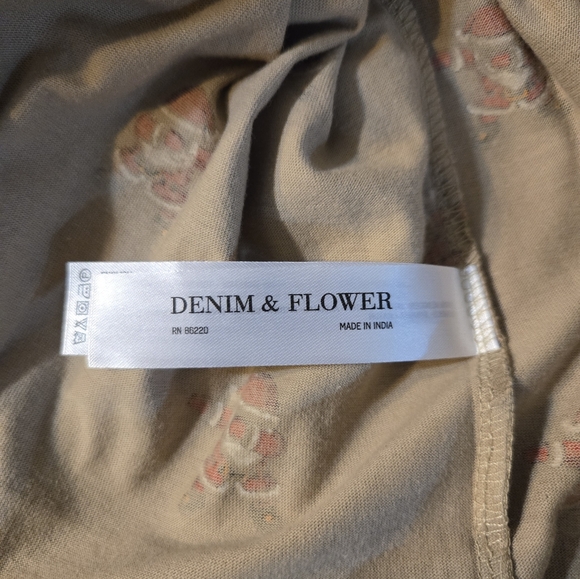 DENIM & FLOWER
RN 86220
MADE IN INDIA